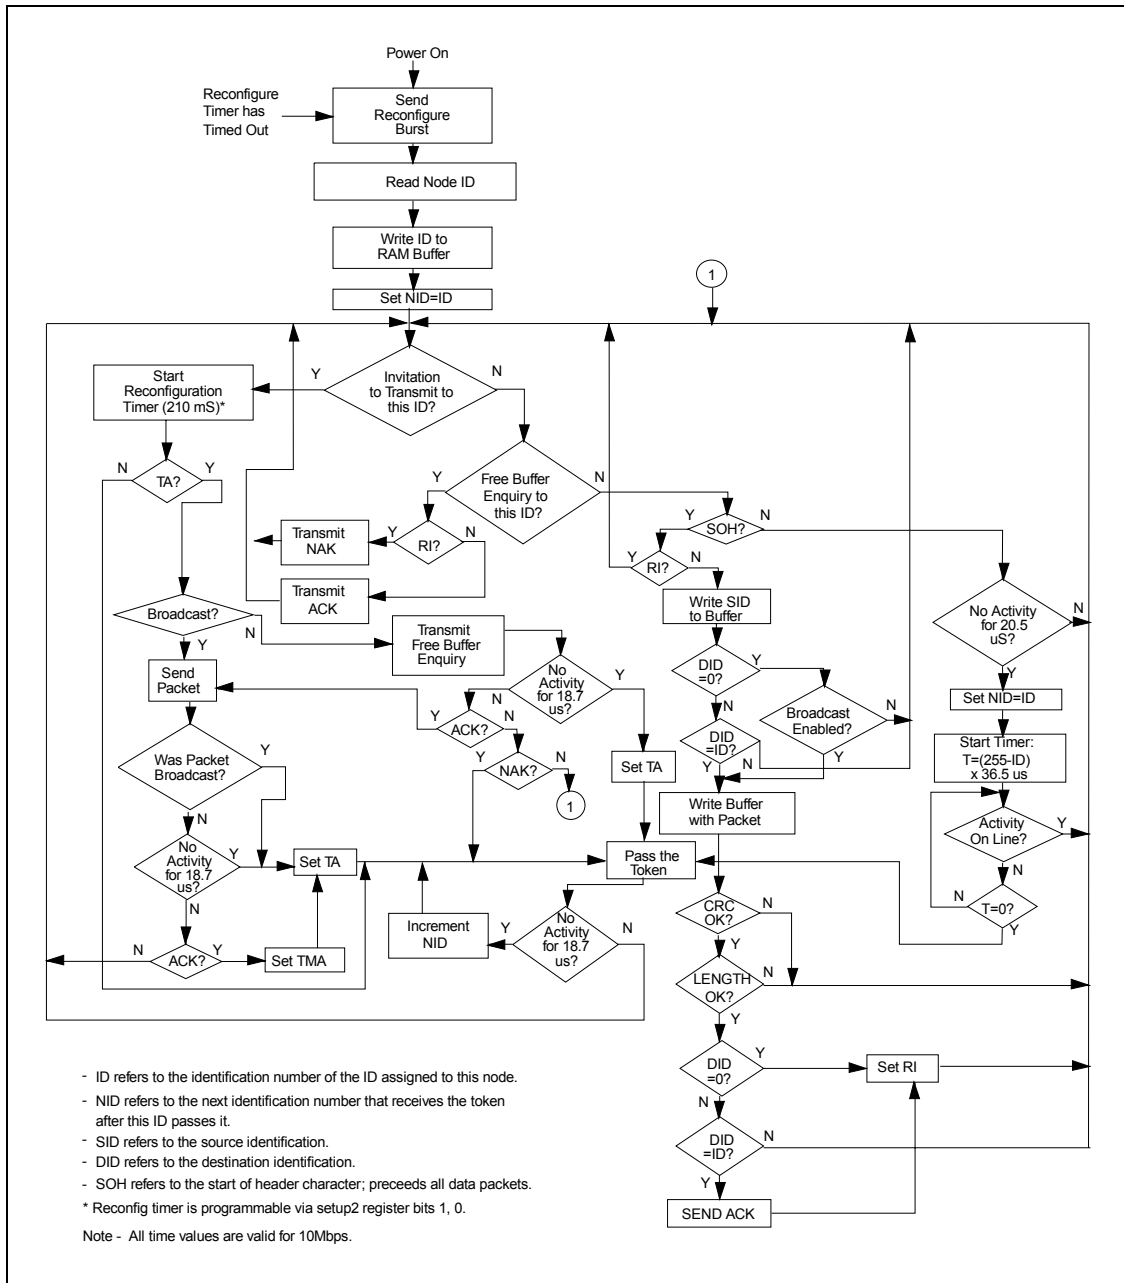 Power On
Reconfigure
Timer has
Timed Out
Send
Reconfigure
Burst
Read Node ID
Write ID to
RAM Buffer
Set NID=ID
1
Start
Reconfiguration
Timer (210 mS)*
Y
Invitation
to Transmit to
this ID?
N
N
TA?
Y
Y
Free Buffer
Enquiry to
this ID?
N
Transmit
NAK
Y
RI?
N
Transmit
ACK
Y
SOH?
N
Y
RI?
N
Write SID
to Buffer
No Activity
for 20.5
uS?
N
Y
Broadcast?
N
Y
Transmit
Free Buffer
Enquiry
Send
Packet
No
Activity
for 18.7
us?
Y
N
DID
=0?
Y
N
Broadcast
Enabled?
N
Y
Set NID=ID
Y
ACK?
N
DID
=ID?
Y
N
Start Timer:
T=(255-ID)
x 36.5 us
Was Packet
Broadcast?
Y
N
Y
NAK?
N
1
Set TA
Write Buffer
with Packet
Activity
On Line?
Y
N
No
Activity
for 18.7
us?
Y
N
Set TA
Pass the
Token
N
T=0?
Y
CRC
OK?
N
Y
Increment
NID
Y
No
Activity
for 18.7
us?
N
N
ACK?
Y
Set TMA
LENGTH
OK?
N
Y
DID
=0?
Y
N
Set RI
DID
=ID?
N
Y
SEND ACK
- ID refers to the identification number of the ID assigned to this node.
- NID refers to the next identification number that receives the token
after this ID passes it.
- SID refers to the source identification.
- DID refers to the destination identification.
- SOH refers to the start of header character; preceeds all data packets.
* Reconfig timer is programmable via setup2 register bits 1, 0.
Note - All time values are valid for 10Mbps.